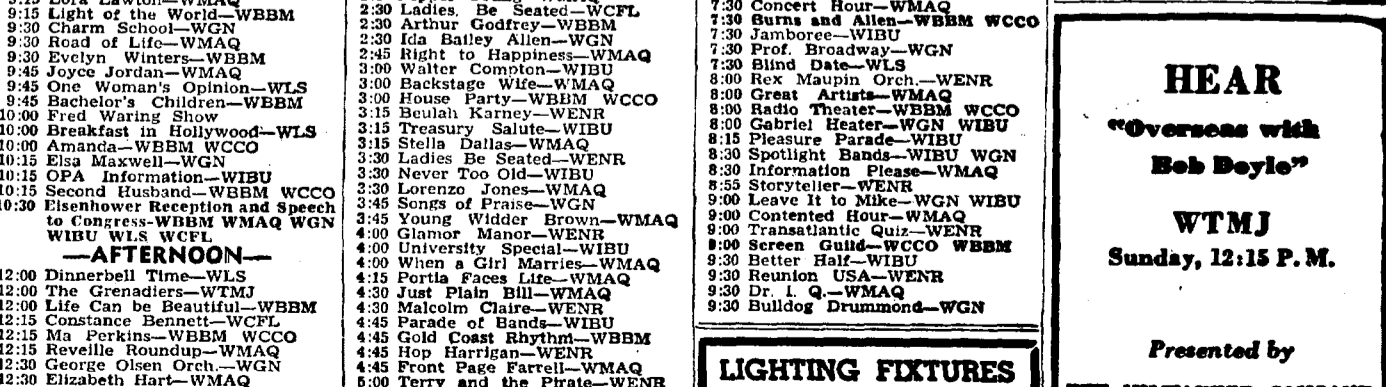 9:15 Light of the World—WBBM
9:30 Charm School—WGN
9:30 Road of Life—WMAQ
9:30 Evelyn Winters—WBBM
9:45 Joyce Jordan—WMAQ
9:45 One Woman's Opinion—WLS
9:45 Bachelor's Children—WBBM
10:00 Fred Waring Show
10:00 Breakfast in Hollywood—WLS
10:00 Amanda—WBBM WCCO
10:15 Elsa Maxwell—WGN
10:15 OPA Information—WIBU
10:15 Second Husband—WBBM WCCO
10:30 Eisenhower Reception and Speech
to Congress-WBBM WMAQ WGN
WIBU WLS WCFL
—AFTERNOON—
12:00 Dinnerbell Time—WLS
12:00 The Grenadiers—WTMJ
12:00 Life Can be Beautiful—WBBM
12:15 Constance Bennett—WCFL
12:15 Ma Perkins—WBBM WCCO
12:15 Reveille Roundup—WMAQ
12:30 George Olsen Orch.—WGN
12:30 Elizabeth Hart—WMAQ
2:30 Ladies, Be Seated—WCFL
2:30 Arthur Godfrey—WBBM
2:30 Ida Bailey Allen—WGN
2:45 Right to Happiness—WMAQ
3:00 Walter Compton—WIBU
3:00 Backstage Wife—WMAQ
3:00 House Party—WBBM WCCO
3:15 Beulah Karney—WENR
3:15 Treasury Salute—WIBU
3:15 Stella Dallas—WMAQ
3:30 Ladies Be Seated—WENR
3:30 Never Too Old—WIBU
3:30 Lorenzo Jones—WMAQ
3:45 Songs of Praise—WGN
3:45 Young Widder Brown—WMAQ
4:00 Glamor Manor—WENR
4:00 University Special—WIBU
4:00 When a Girl Marries—WMAQ
4:15 Portia Faces Life—WMAQ
4:30 Just Plain Bill—WMAQ
4:30 Malcolm Claire—WENR
4:45 Parade of Bands—WIBU
4:45 Gold Coast Rhythm—WBBM
4:45 Hop Harrigan—WENR
4:45 Front Page Farrell—WMAQ
5:00 Terry and the Pirate—WENR
7:30 Concert Hour—WMAQ
7:30 Burns and Allen—WBBM WCCO
7:30 Jamboree—WIBU
7:30 Prof. Broadway—WGN
7:30 Blind Date—WLS
8:00 Rex Maupin Orch.—WENR
8:00 Great Artists—WMAQ
8:00 Radio Theater—WBBM WCCO
8:00 Gabriel Heater—WGN WIBU
8:15 Pleasure Parade—WIBU
8:30 Spotlight Bands—WIBU WGN
8:30 Information Please—WMAQ
8:55 Storyteller—WENR
9:00 Leave It to Mike—WGN WIBU
9:00 Contented Hour—WMAQ
9:00 Transatlantic Quiz—WENR
9:00 Screen Guild—WCCO WBBM
9:30 Better Half—WIBU
9:30 Reunion USA—WENR
9:30 Dr. I. Q.—WMAQ
9:30 Bulldog Drummond—WGN
LIGHTING FIXTURES
HEAR
"Overseas with
Bob Doyle"
WTMJ
Sunday, 12:15 P. M.
Presented by